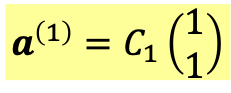 𝒂⁽¹⁾ = C₁ (1 1)